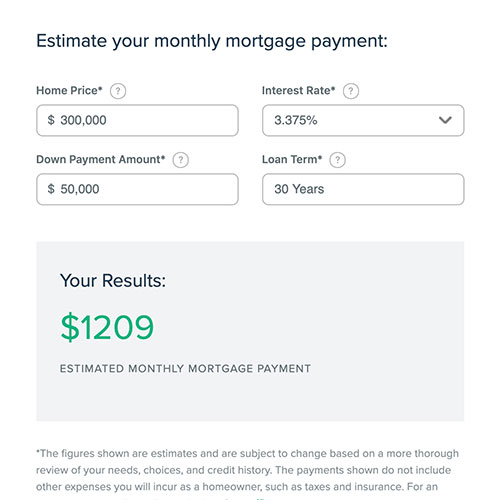 Estimate your monthly mortgage payment:
Home Price* ? Interest Rate* ?
$ 300,000 3.375%
Down Payment Amount* ? Loan Term* ?
$ 50,000 30 Years
Your Results:
$1209
ESTIMATED MONTHLY MORTGAGE PAYMENT
*The figures shown are estimates and are subject to change based on a more thorough
review of your needs, choices, and credit history. The payments shown do not include
other expenses you will incur as a homeowner, such as taxes and insurance. For an